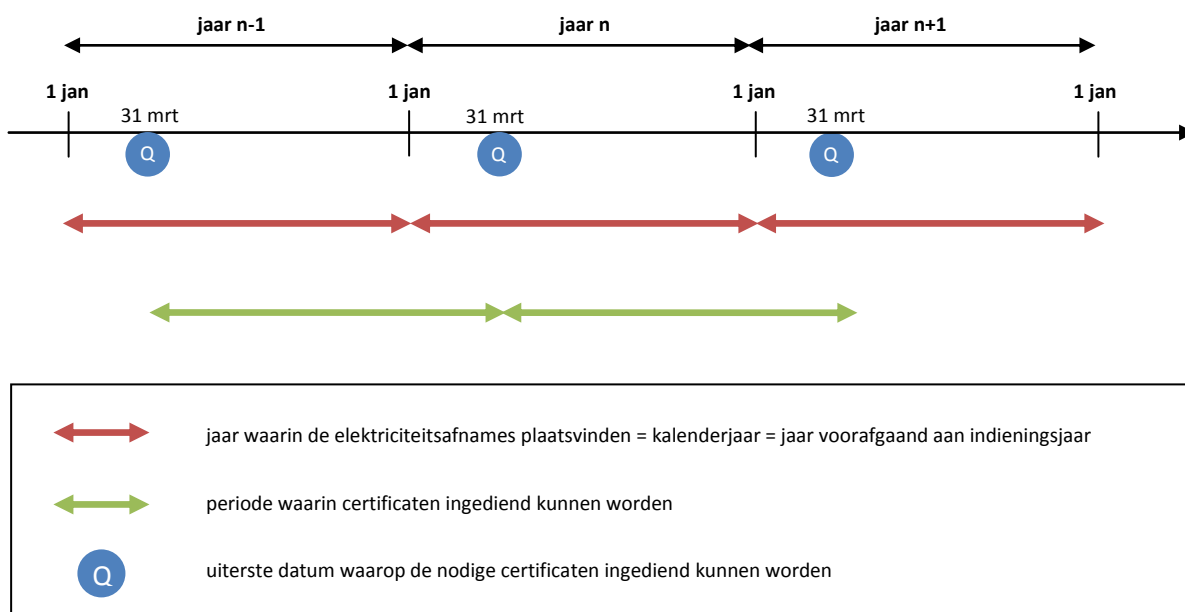 jaar n-1 jaar n jaar n+1
1 jan 1 jan 1 jan 1 jan
31 mrt 31 mrt 31 mrt
Q Q Q
jaar waarin de elektriciteitsafnames plaatsvinden = kalenderjaar = jaar voorafgaand aan indieningsjaar
periode waarin certificaten ingediend kunnen worden
Q uiterste datum waarop de nodige certificaten ingediend kunnen worden